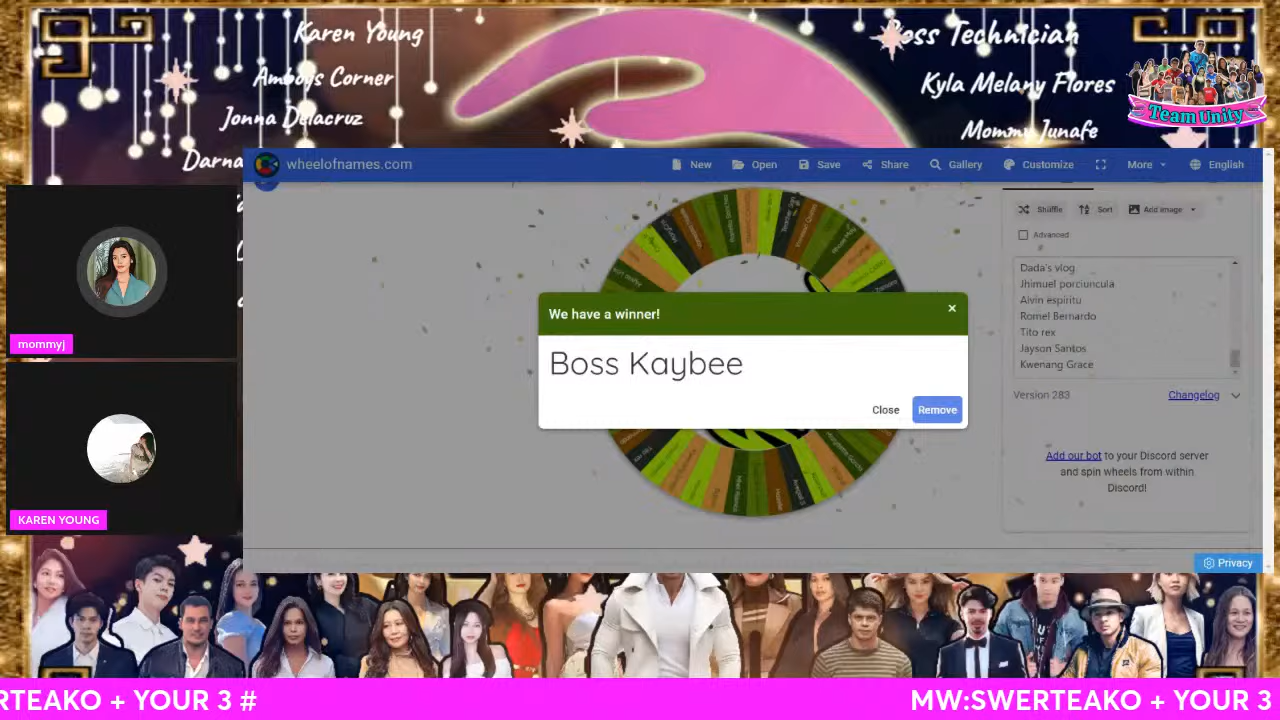 Karen Young
Amboys Corner
Jonna Delacruz
Darna
Boss Technician
Kyla Melany Flores
Mommy Junafe
Team Unity
wheelofnames.com
New
Open
Save
Share
Gallery
Customize
More
English
Shuffle
Sort
Add image
Advanced
Dada's vlog
Jhimuel porciuncula
Alvin espiritu
Romel Bernardo
Tito rex
Jayson Santos
Kwenang Grace
Version 283
Changelog
Add our bot to your Discord server
and spin wheels from within
Discord!
We have a winner!
×
Boss Kaybee
Close
Remove
mommyj
KAREN YOUNG
Privacy
RTEAKO + YOUR 3 #
MW:SWERTEAKO + YOUR 3